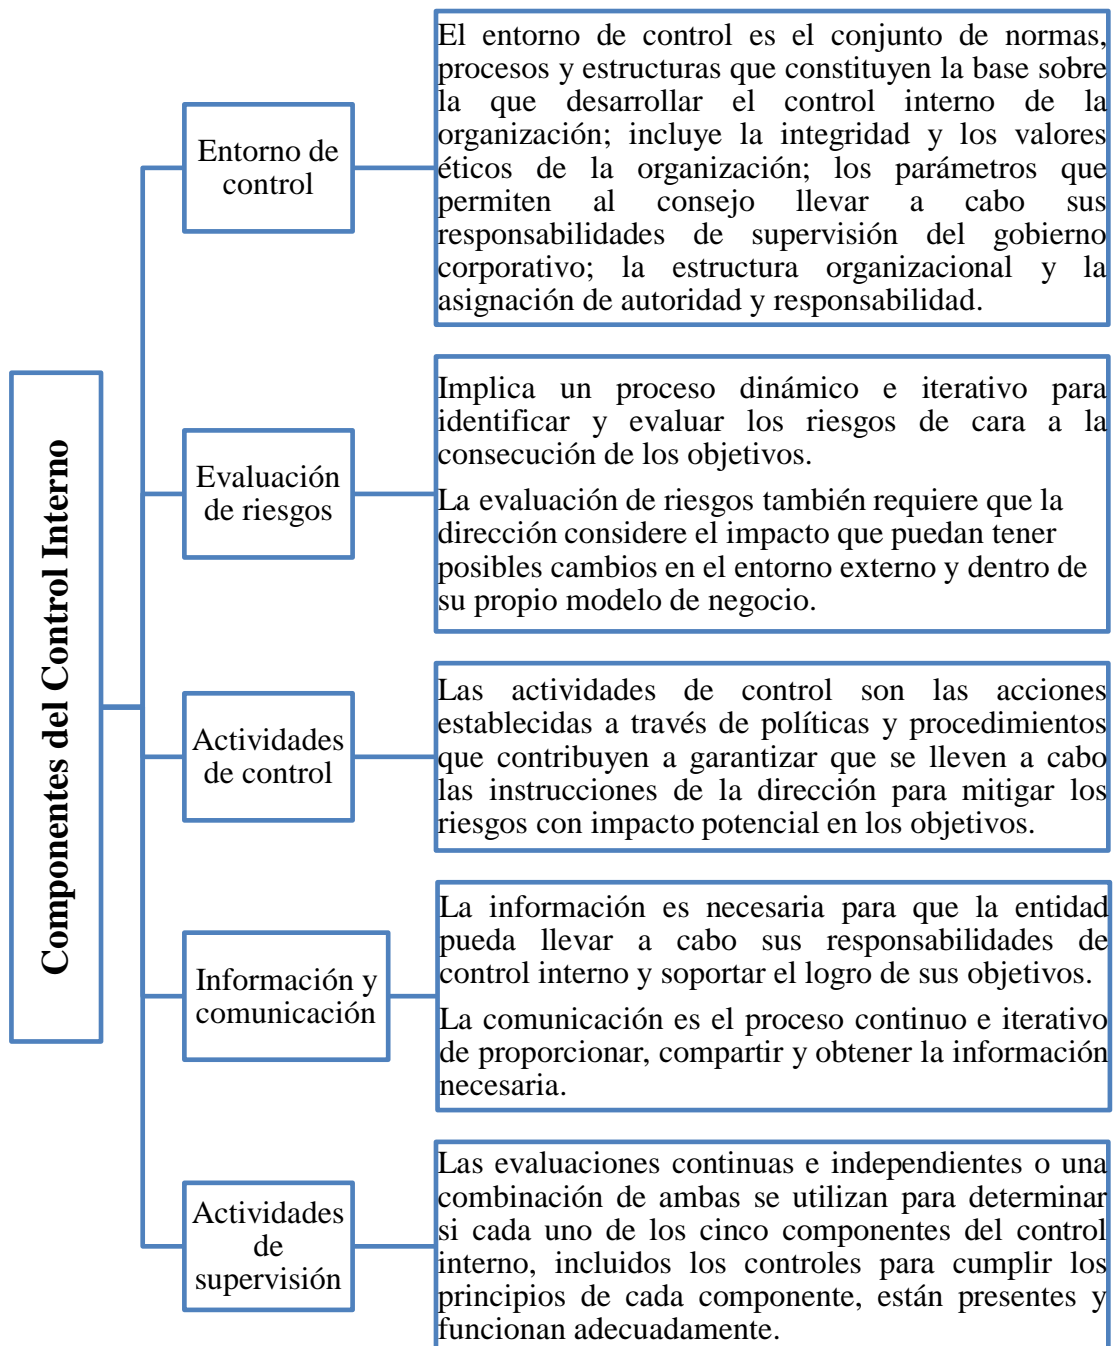 Componentes del Control Interno
Entorno de
control
El entorno de control es el conjunto de normas,
procesos y estructuras que constituyen la base sobre
la que desarrollar el control interno de la
organización; incluye la integridad y los valores
éticos de la organización; los parámetros que
permiten al consejo llevar a cabo sus
responsabilidades de supervisión del gobierno
corporativo; la estructura organizacional y la
asignación de autoridad y responsabilidad.
Evaluación
de riesgos
Implica un proceso dinámico e iterativo para
identificar y evaluar los riesgos de cara a la
consecución de los objetivos.
La evaluación de riesgos también requiere que la
dirección considere el impacto que puedan tener
posibles cambios en el entorno externo y dentro de
su propio modelo de negocio.
Actividades
de control
Las actividades de control son las acciones
establecidas a través de políticas y procedimientos
que contribuyen a garantizar que se lleven a cabo
las instrucciones de la dirección para mitigar los
riesgos con impacto potencial en los objetivos.
Información y
comunicación
La información es necesaria para que la entidad
pueda llevar a cabo sus responsabilidades de
control interno y soportar el logro de sus objetivos.
La comunicación es el proceso continuo e iterativo
de proporcionar, compartir y obtener la información
necesaria.
Actividades
de
supervisión
Las evaluaciones continuas e independientes o una
combinación de ambas se utilizan para determinar
si cada uno de los cinco componentes del control
interno, incluidos los controles para cumplir los
principios de cada componente, están presentes y
funcionan adecuadamente.